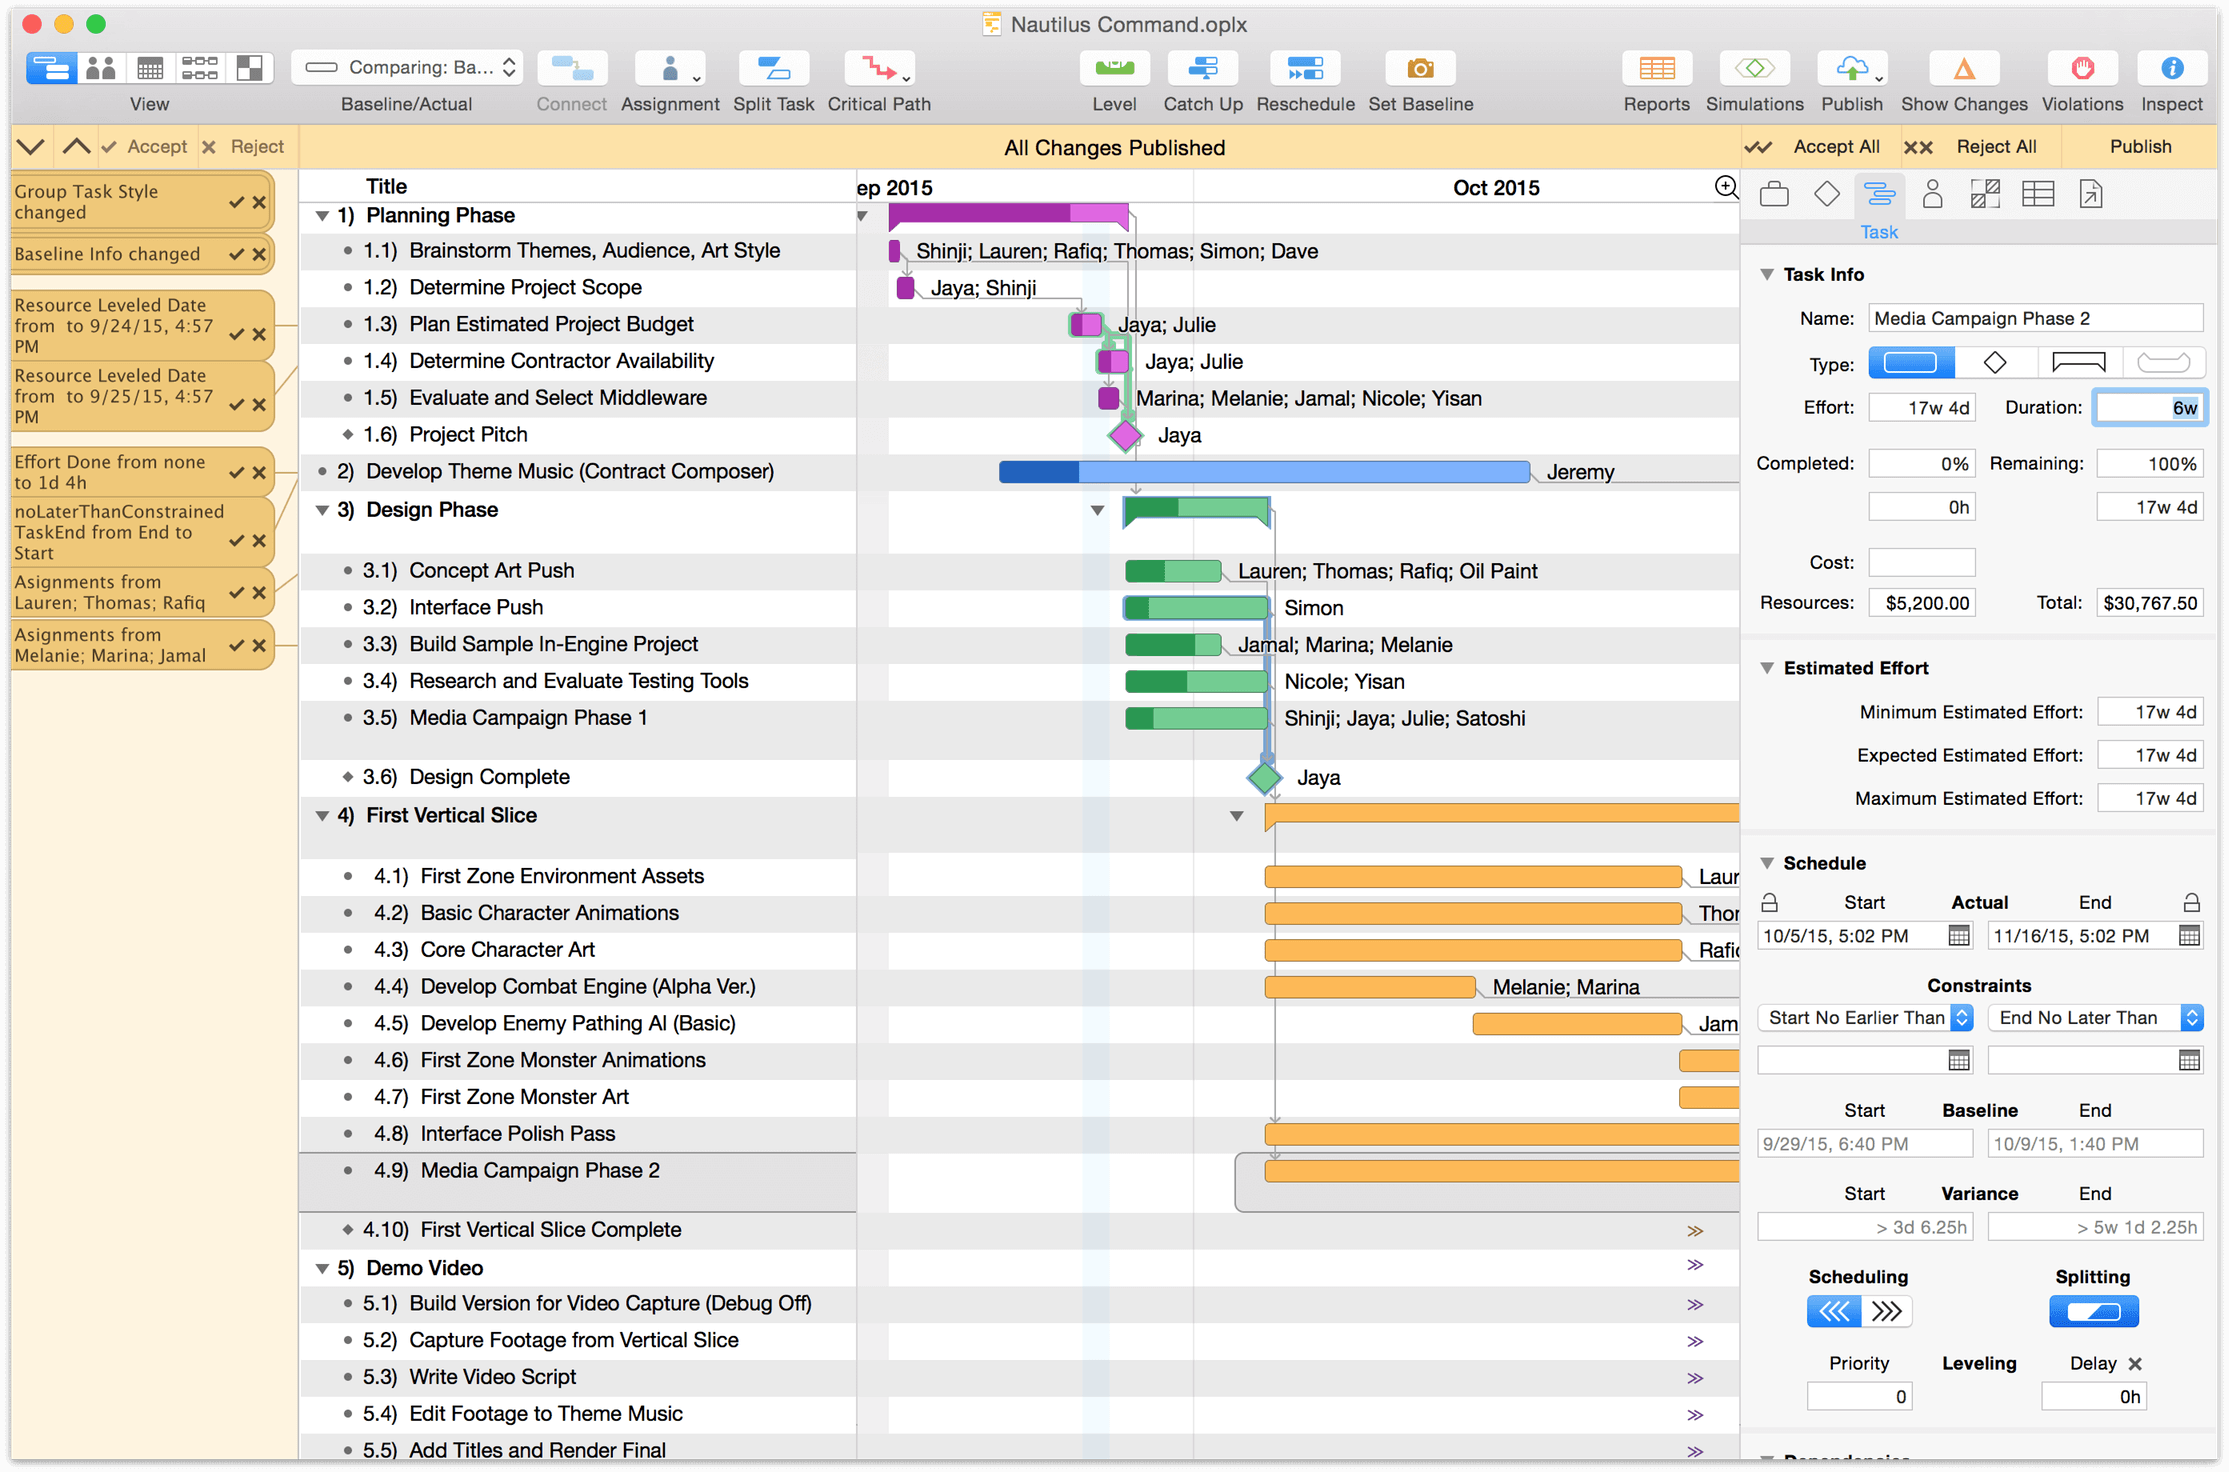 Nautilus Command.oplx
Comparing: Ba...
View
Baseline/Actual
Connect
Assignment
Split Task
Critical Path
Level
Catch Up
Reschedule
Set Baseline
Reports
Simulations
Publish
Show Changes
Violations
Inspect
Accept
Reject
All Changes Published
Accept All
Reject All
Publish
Group Task Style
changed
Baseline Info changed
Resource Leveled Date
from to 9/24/15, 4:57
PM
Resource Leveled Date
from to 9/25/15, 4:57
PM
Effort Done from none
to 1d 4h
noLaterThanConstrained
TaskEnd from End to
Start
Asignments from
Lauren; Thomas; Rafiq
Asignments from
Melanie; Marina; Jamal
Title
ep 2015
Oct 2015
1) Planning Phase
1.1) Brainstorm Themes, Audience, Art Style
Shinji; Lauren; Rafiq; Thomas; Simon; Dave
1.2) Determine Project Scope
Jaya; Shinji
1.3) Plan Estimated Project Budget
Jaya; Julie
1.4) Determine Contractor Availability
Jaya; Julie
1.5) Evaluate and Select Middleware
Marina; Melanie; Jamal; Nicole; Yisan
1.6) Project Pitch
Jaya
2) Develop Theme Music (Contract Composer)
Jeremy
3) Design Phase
3.1) Concept Art Push
Lauren; Thomas; Rafiq; Oil Paint
3.2) Interface Push
Simon
3.3) Build Sample In-Engine Project
Jamal; Marina; Melanie
3.4) Research and Evaluate Testing Tools
Nicole; Yisan
3.5) Media Campaign Phase 1
Shinji; Jaya; Julie; Satoshi
3.6) Design Complete
Jaya
4) First Vertical Slice
4.1) First Zone Environment Assets
Laur
4.2) Basic Character Animations
Thor
4.3) Core Character Art
Rafic
4.4) Develop Combat Engine (Alpha Ver.)
Melanie; Marina
4.5) Develop Enemy Pathing AI (Basic)
Jam
4.6) First Zone Monster Animations
4.7) First Zone Monster Art
4.8) Interface Polish Pass
4.9) Media Campaign Phase 2
4.10) First Vertical Slice Complete
5) Demo Video
5.1) Build Version for Video Capture (Debug Off)
5.2) Capture Footage from Vertical Slice
5.3) Write Video Script
5.4) Edit Footage to Theme Music
5.5) Add Titles and Render Final
Task
Task Info
Name: Media Campaign Phase 2
Type:
Effort: 17w 4d Duration: 6w
Completed: 0% Remaining: 100%
0h 17w 4d
Cost:
Resources: $5,200.00 Total: $30,767.50
Estimated Effort
Minimum Estimated Effort: 17w 4d
Expected Estimated Effort: 17w 4d
Maximum Estimated Effort: 17w 4d
Schedule
Start Actual End
10/5/15, 5:02 PM 11/16/15, 5:02 PM
Constraints
Start No Earlier Than End No Later Than
Start Baseline End
9/29/15, 6:40 PM 10/9/15, 1:40 PM
Start Variance End
> 3d 6.25h > 5w 1d 2.25h
Scheduling Splitting
Priority Leveling Delay
0 0h